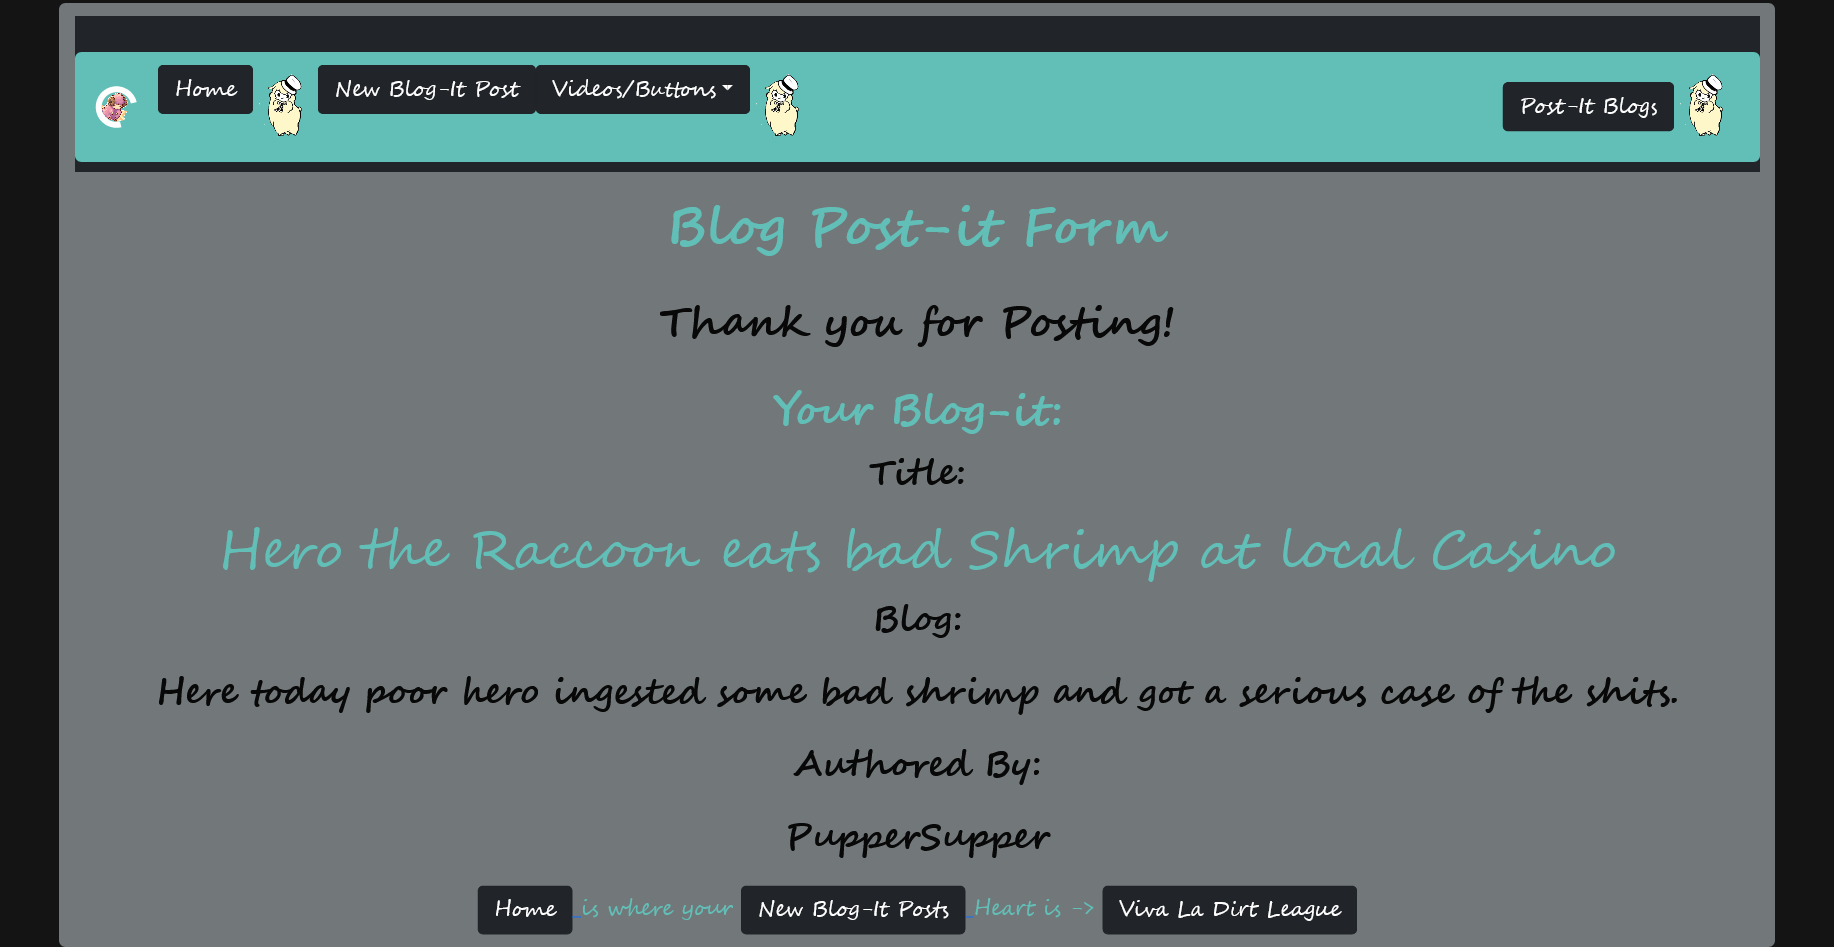 Home New Blog-It Post Videos/Buttons Post-It Blogs
Blog Post-it Form
Thank you for Posting!
Your Blog-it:
Title:
Hero the Raccoon eats bad Shrimp at local Casino
Blog:
Here today poor hero ingested some bad shrimp and got a serious case of the shits.
Authored By:
PupperSupper
Home is where your New Blog-It Posts Heart is -> Viva La Dirt League